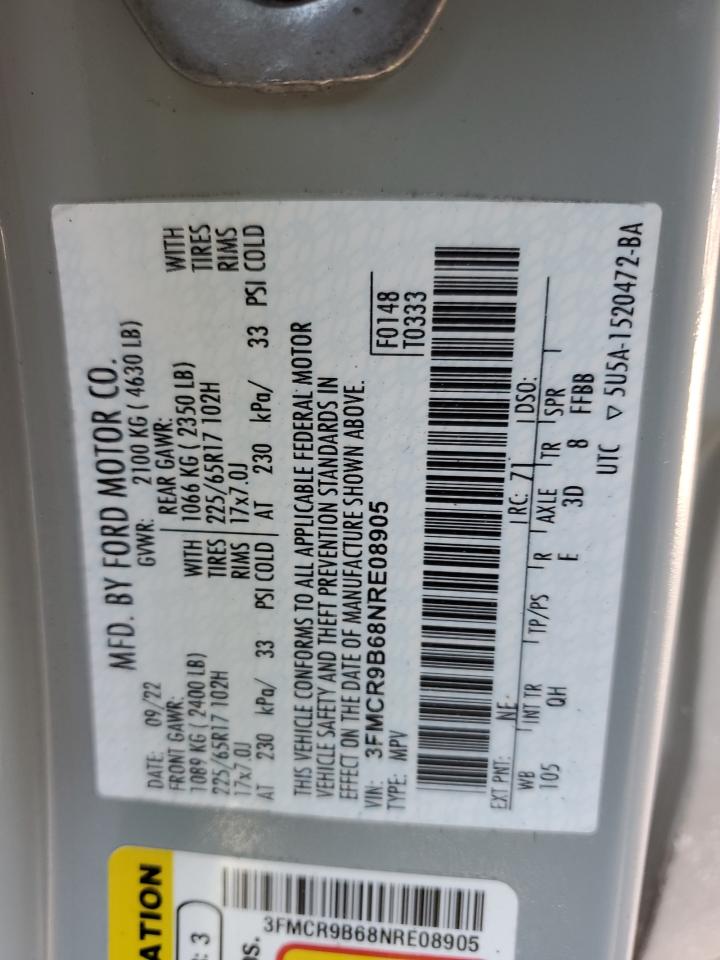 MFD. BY FORD MOTOR CO.
DATE: 09/22 GVWR: 2100 KG ( 4630 LB)
FRONT GAWR: REAR GAWR:
1089 KG ( 2400 LB) WITH 1066 KG ( 2350 LB) WITH
225/65R17 102H TIRES 225/65R17 102H TIRES
17x7.0J RIMS 17x7.0J RIMS
AT 230 kPa/ 33 PSI COLD AT 230 kPa/ 33 PSI COLD
THIS VEHICLE CONFORMS TO ALL APPLICABLE FEDERAL MOTOR
VEHICLE SAFETY AND THEFT PREVENTION STANDARDS IN
EFFECT ON THE DATE OF MANUFACTURE SHOWN ABOVE.
VIN: 3FMCR9B68NRE08905 F0148
TYPE: MPV T0333
EXT PNT: NE RC: 71 DSO:
WB INT TR TP/PS R AXLE TR SPR
105 QH E 3D 8 FFBB
UTC ▽ 5U5A-1520472-BA
ATION
: 3
3FMCR9B68NRE08905